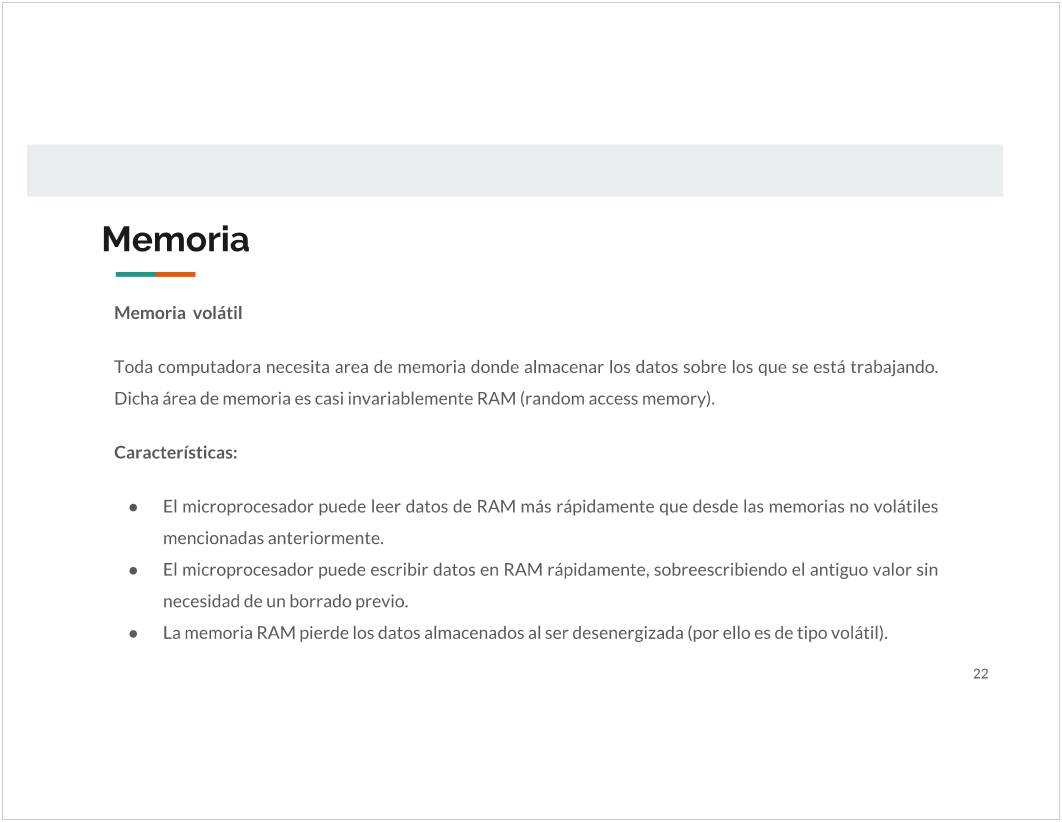 Memoria
Memoria volátil
Toda computadora necesita area de memoria donde almacenar los datos sobre los que se está trabajando.
Dicha área de memoria es casi invariablemente RAM (random access memory).
Características:
● El microprocesador puede leer datos de RAM más rápidamente que desde las memorias no volátiles
mencionadas anteriormente.
● El microprocesador puede escribir datos en RAM rápidamente, sobreescribiendo el antiguo valor sin
necesidad de un borrado previo.
● La memoria RAM pierde los datos almacenados al ser desenergizada (por ello es de tipo volátil).
22